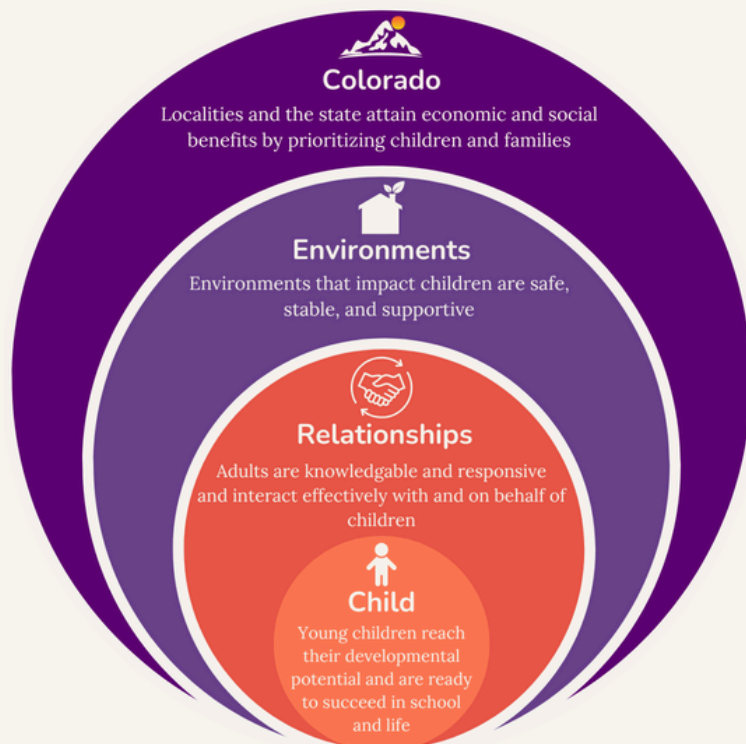 Colorado
Localities and the state attain economic and social
benefits by prioritizing children and families
Environments
Environments that impact children are safe,
stable, and supportive
Relationships
Adults are knowledgable and responsive
and interact effectively with and on behalf of
children
Child
Young children reach
their developmental
potential and are ready
to succeed in school
and life